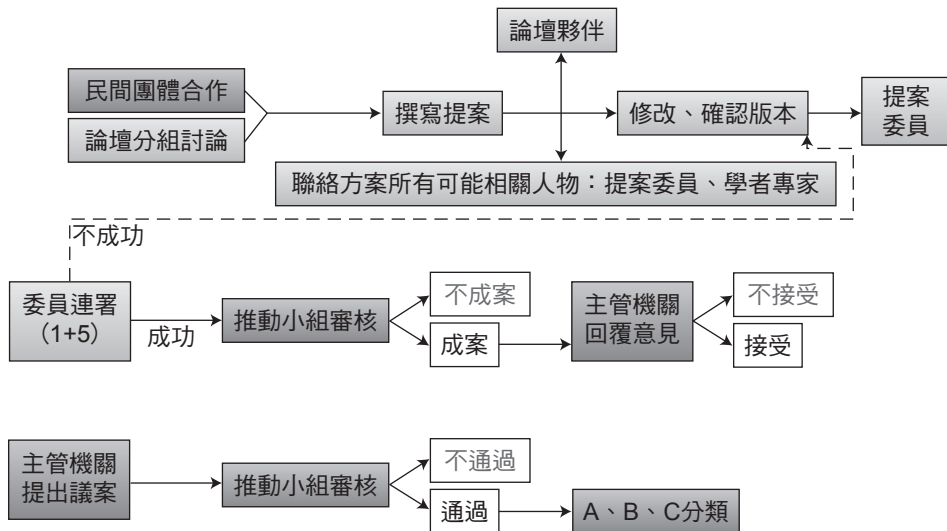 論壇夥伴
民間團體合作
論壇分組討論
撰寫提案
修改、確認版本
提案
委員
聯絡方案所有可能相關人物：提案委員、學者專家
不成功
委員連署
（1+5）
成功
推動小組審核
不成案
成案
主管機關
回覆意見
不接受
接受
主管機關
提出議案
推動小組審核
不通過
通過
A、B、C分類